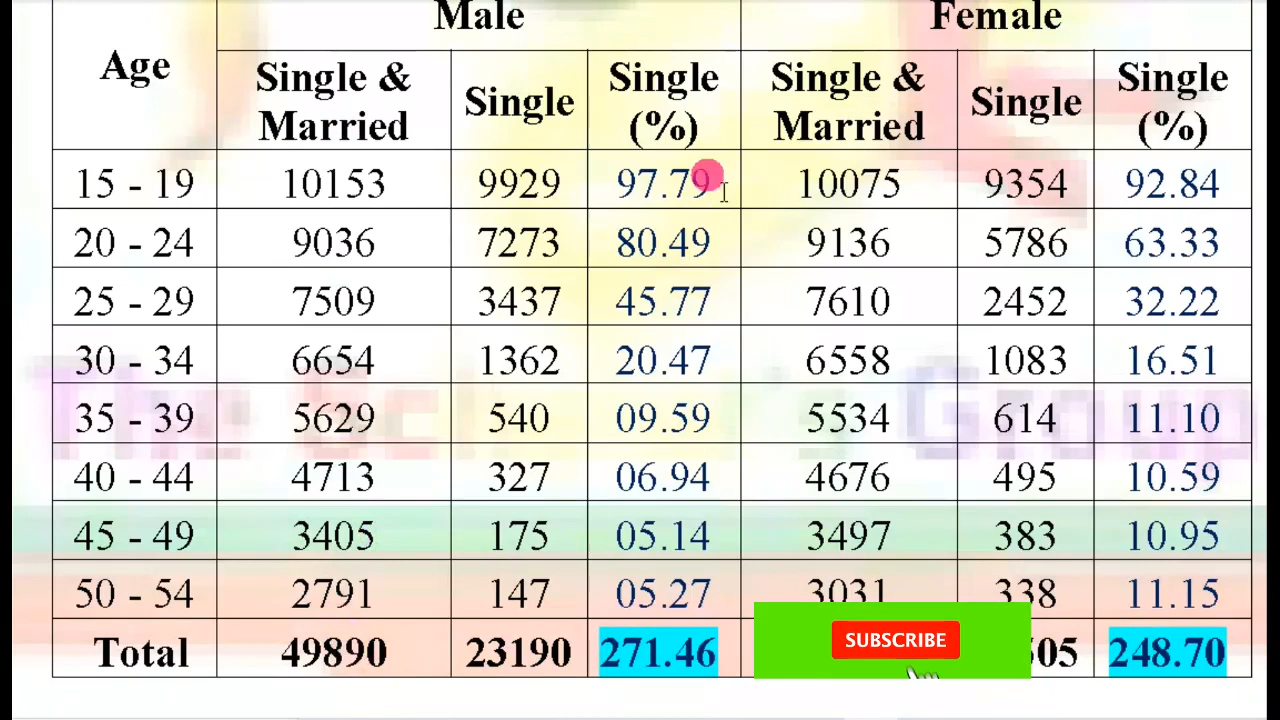 Male Female
Age Single & Married Single Single (%) Single & Married Single Single (%)
15 - 19 10153 9929 97.79 10075 9354 92.84
20 - 24 9036 7273 80.49 9136 5786 63.33
25 - 29 7509 3437 45.77 7610 2452 32.22
30 - 34 6654 1362 20.47 6558 1083 16.51
35 - 39 5629 540 09.59 5534 614 11.10
40 - 44 4713 327 06.94 4676 495 10.59
45 - 49 3405 175 05.14 3497 383 10.95
50 - 54 2791 147 05.27 3031 338 11.15
Total 49890 23190 271.46 505 248.70
SUBSCRIBE
The Group